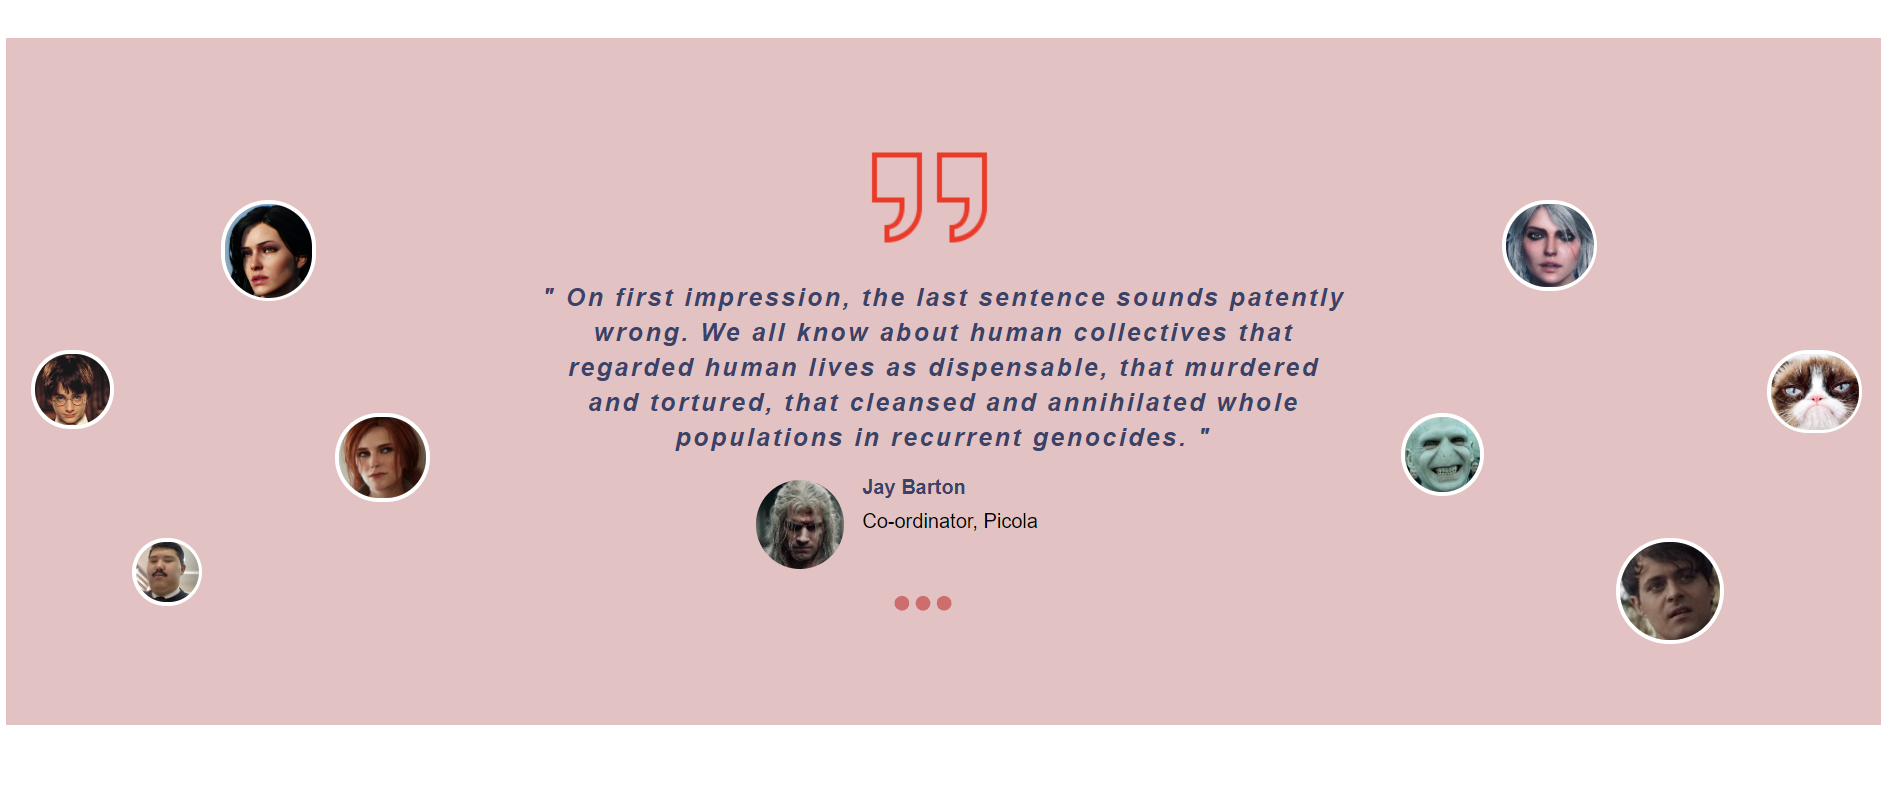 " On first impression, the last sentence sounds patently
wrong. We all know about human collectives that
regarded human lives as dispensable, that murdered
and tortured, that cleansed and annihilated whole
populations in recurrent genocides. "
Jay Barton
Co-ordinator, Picola